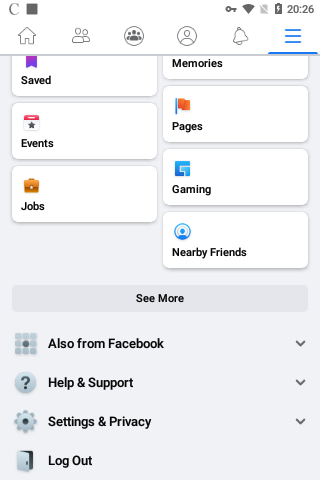 20:26
Saved
Memories
Events
Pages
Jobs
Gaming
Nearby Friends
See More
Also from Facebook
Help & Support
Settings & Privacy
Log Out